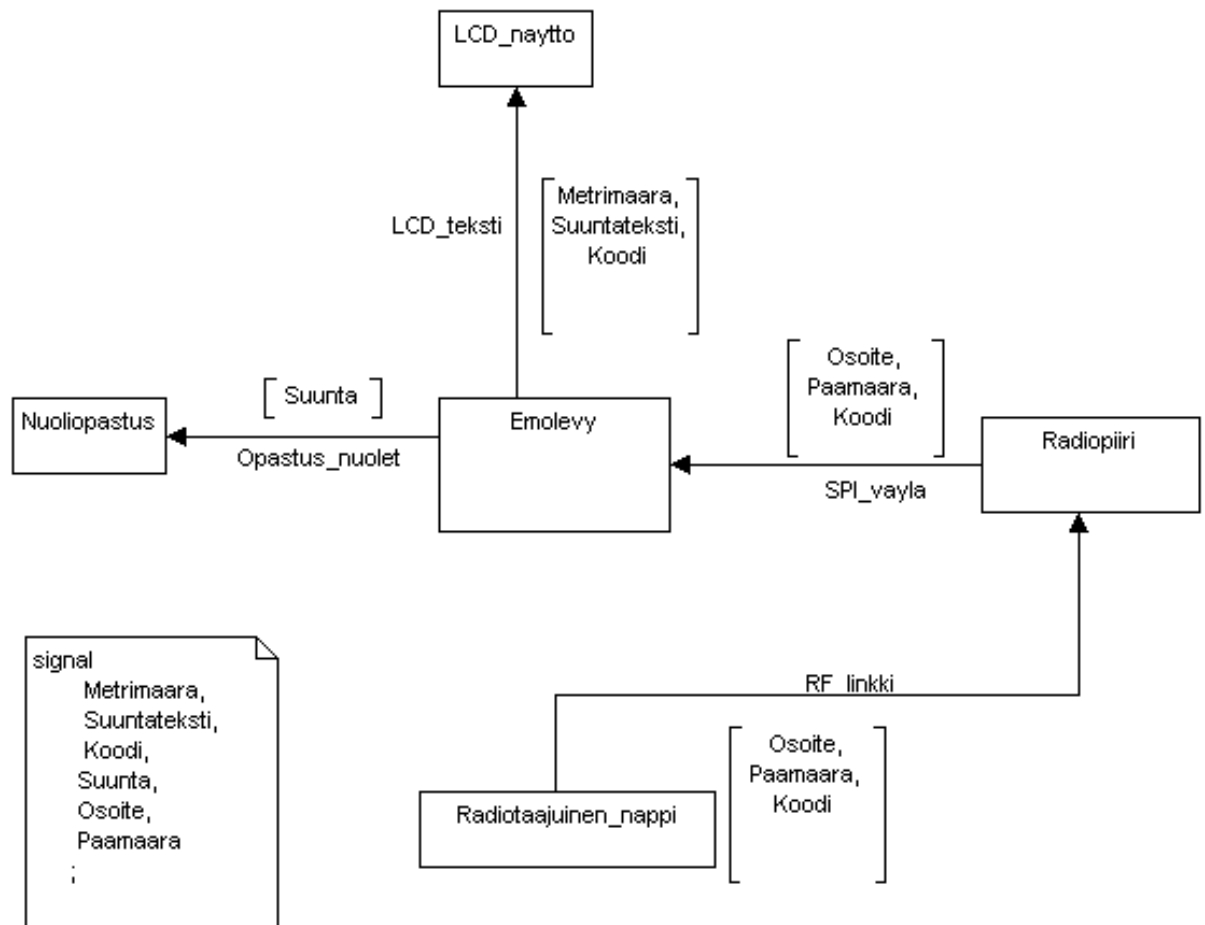 LCD_naytto
LCD_teksti
Metrimaara,
Suuntateksti,
Koodi
Suunta
Nuoliopastus
Opastus_nuolet
Emolevy
Osoite,
Paamaara,
Koodi
SPI_vayla
Radiopiiri
RF_linkki
Radiotaajuinen_nappi
Osoite,
Paamaara,
Koodi
signal
Metrimaara,
Suuntateksti,
Koodi,
Suunta,
Osoite,
Paamaara
;